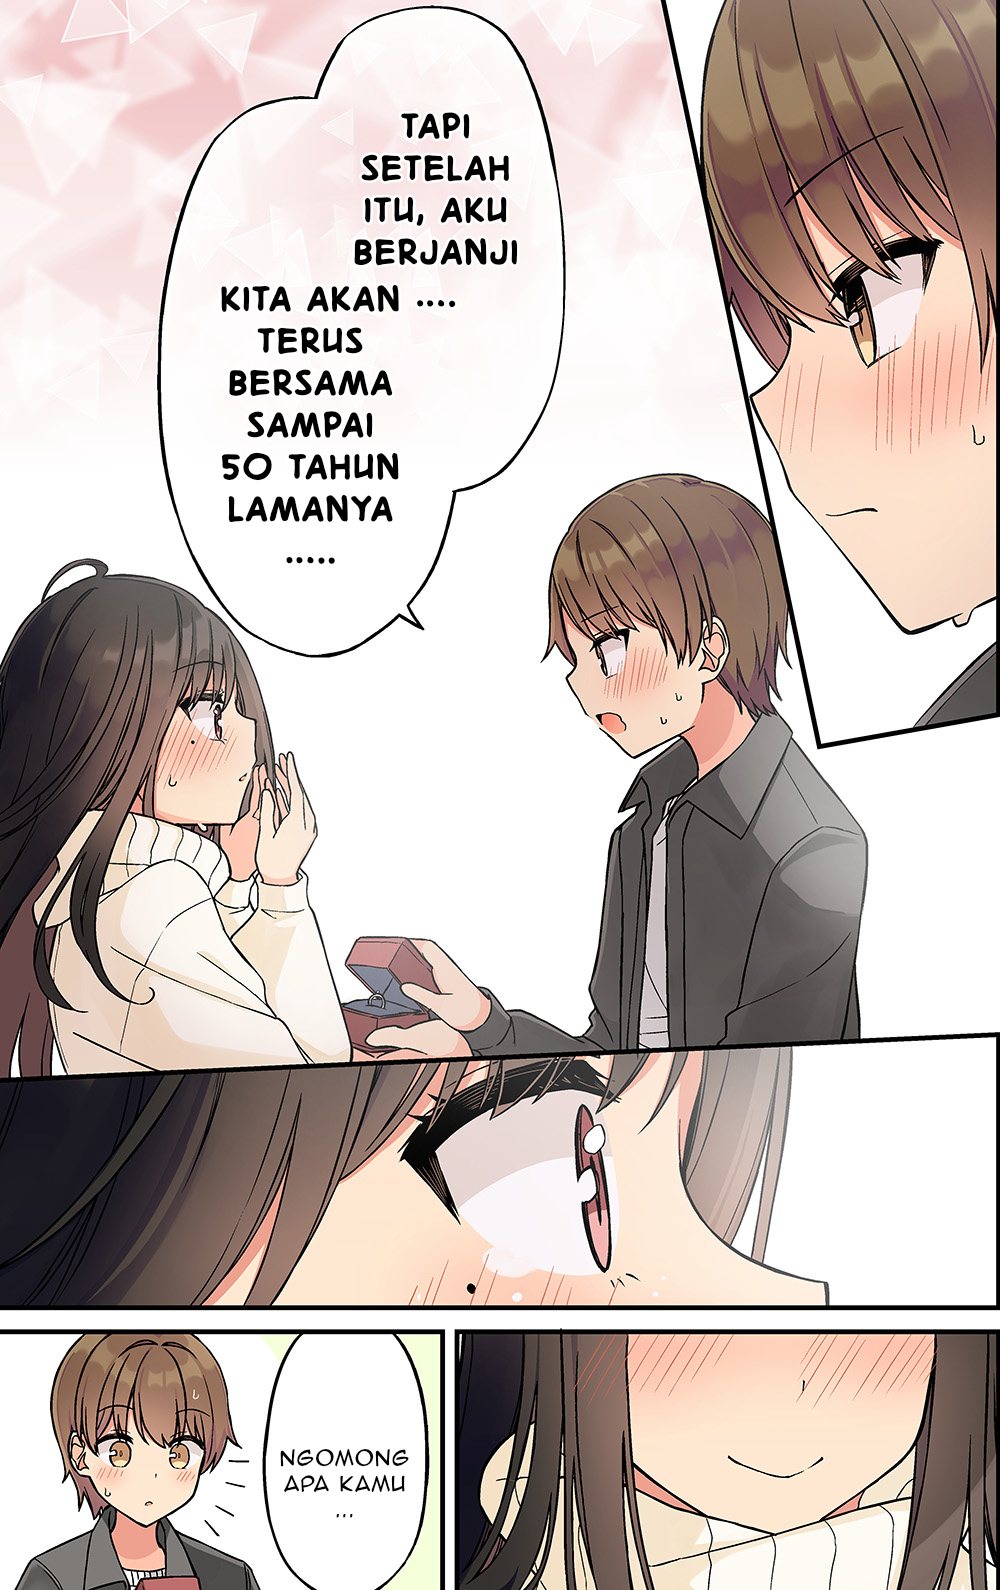 TAPI
SETELAH
ITU, AKU
BERJANJI
KITA AKAN ....
TERUS
BERSAMA
SAMPAI
50 TAHUN
LAMANYA
.....
NGOMONG
APA KAMU
...